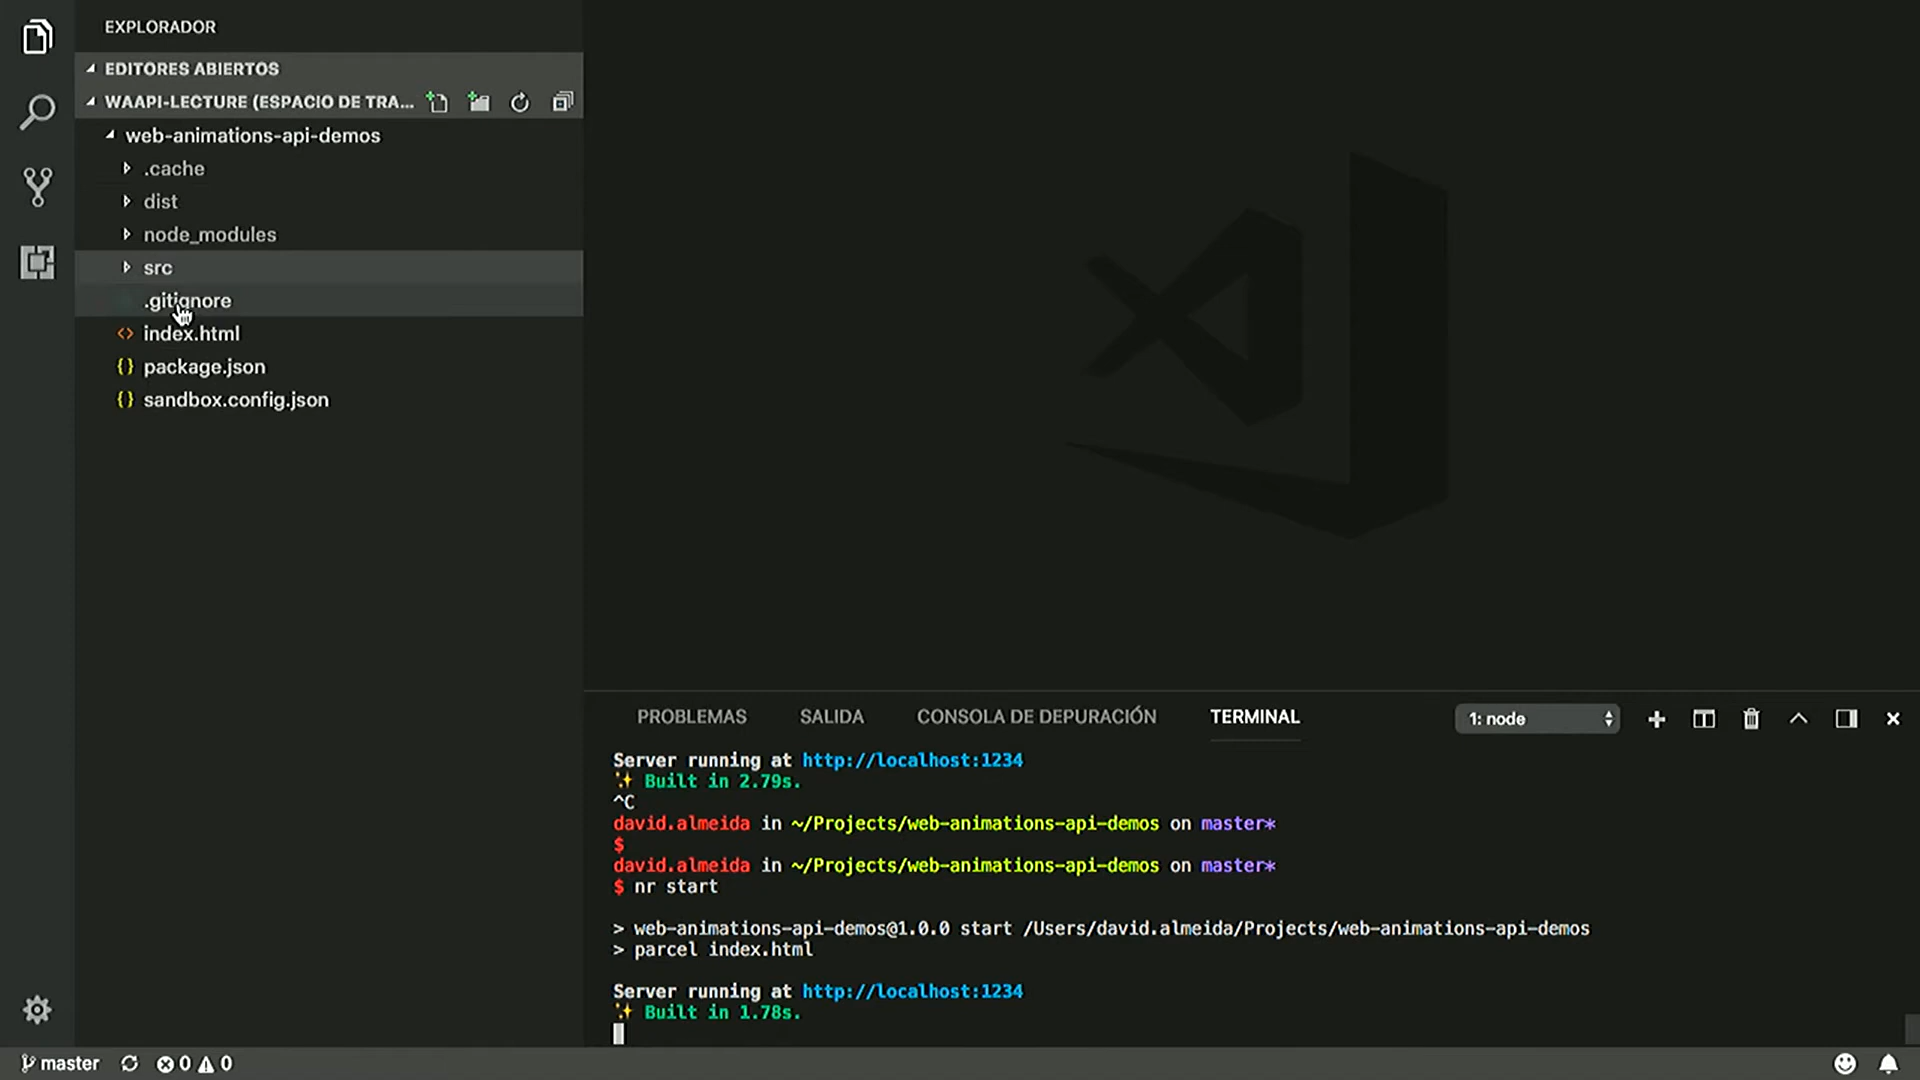 EXPLORADOR
EDITORES ABIERTOS
WAAPI-LECTURE (ESPACIO DE TRA...
web-animations-api-demos
.cache
dist
node_modules
src
.gitignore
index.html
package.json
sandbox.config.json
PROBLEMAS SALIDA CONSOLA DE DEPURACIÓN TERMINAL 1: node
Server running at http://localhost:1234
✨ Built in 2.79s.
^C
david.almeida in ~/Projects/web-animations-api-demos on master*
$
david.almeida in ~/Projects/web-animations-api-demos on master*
$ nr start
> web-animations-api-demos@1.0.0 start /Users/david.almeida/Projects/web-animations-api-demos
> parcel index.html
Server running at http://localhost:1234
✨ Built in 1.78s.
master 0 0